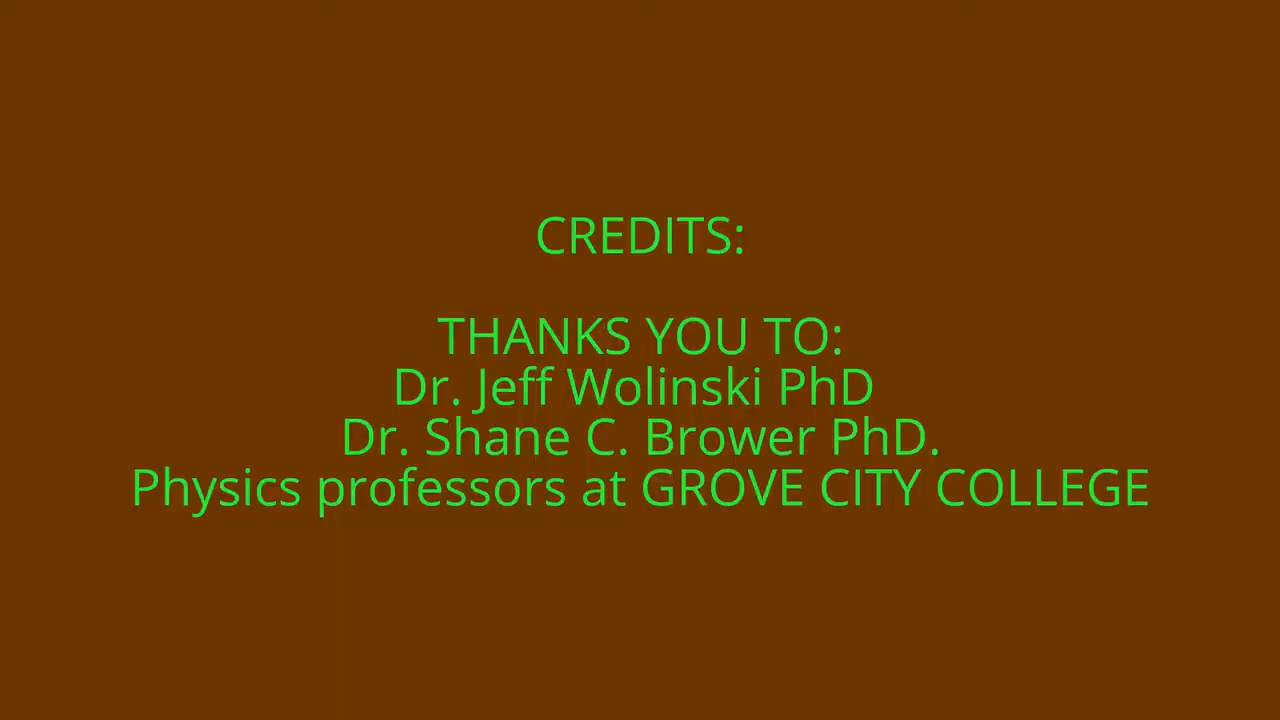 CREDITS:
THANKS YOU TO:
Dr. Jeff Wolinski PhD
Dr. Shane C. Brower PhD.
Physics professors at GROVE CITY COLLEGE